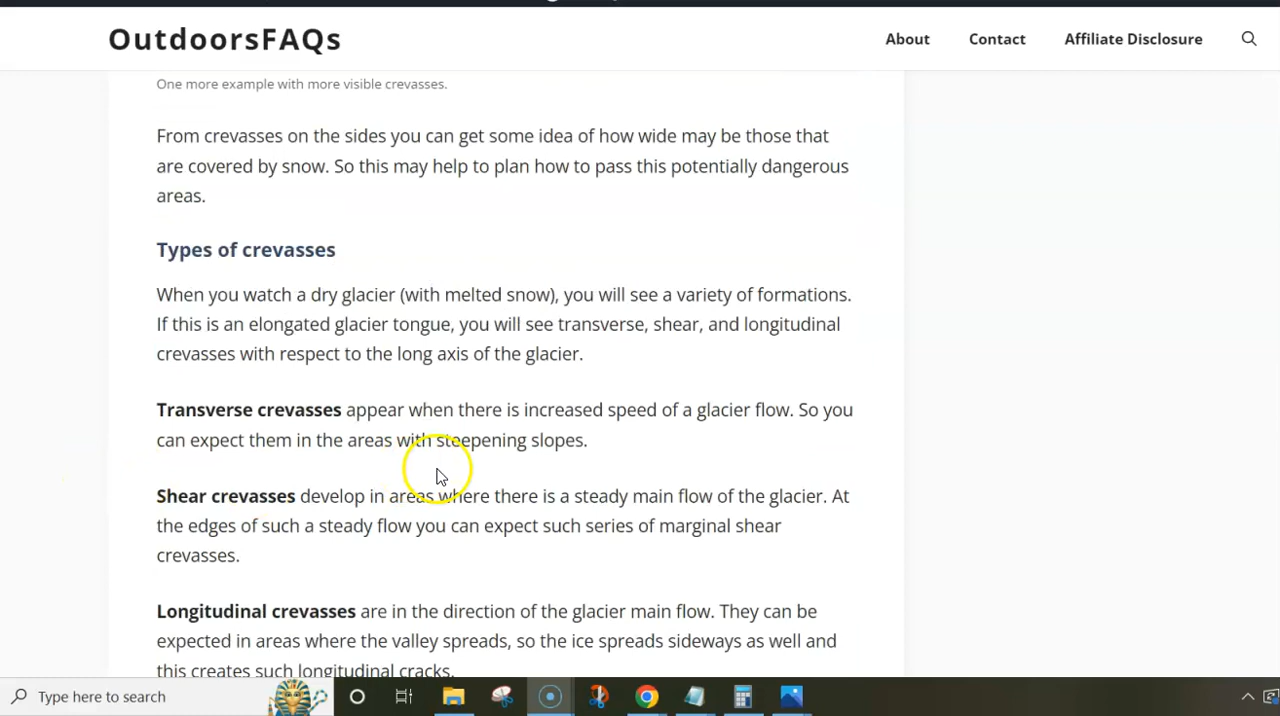 OutdoorsFAQs
About
Contact
Affiliate Disclosure
One more example with more visible crevasses.
From crevasses on the sides you can get some idea of how wide may be those that
are covered by snow. So this may help to plan how to pass this potentially dangerous
areas.
Types of crevasses
When you watch a dry glacier (with melted snow), you will see a variety of formations.
If this is an elongated glacier tongue, you will see transverse, shear, and longitudinal
crevasses with respect to the long axis of the glacier.
Transverse crevasses appear when there is increased speed of a glacier flow. So you
can expect them in the areas with steepening slopes.
Shear crevasses develop in areas where there is a steady main flow of the glacier. At
the edges of such a steady flow you can expect such series of marginal shear
crevasses.
Longitudinal crevasses are in the direction of the glacier main flow. They can be
expected in areas where the valley spreads, so the ice spreads sideways as well and
this creates such longitudinal cracks.
Type here to search